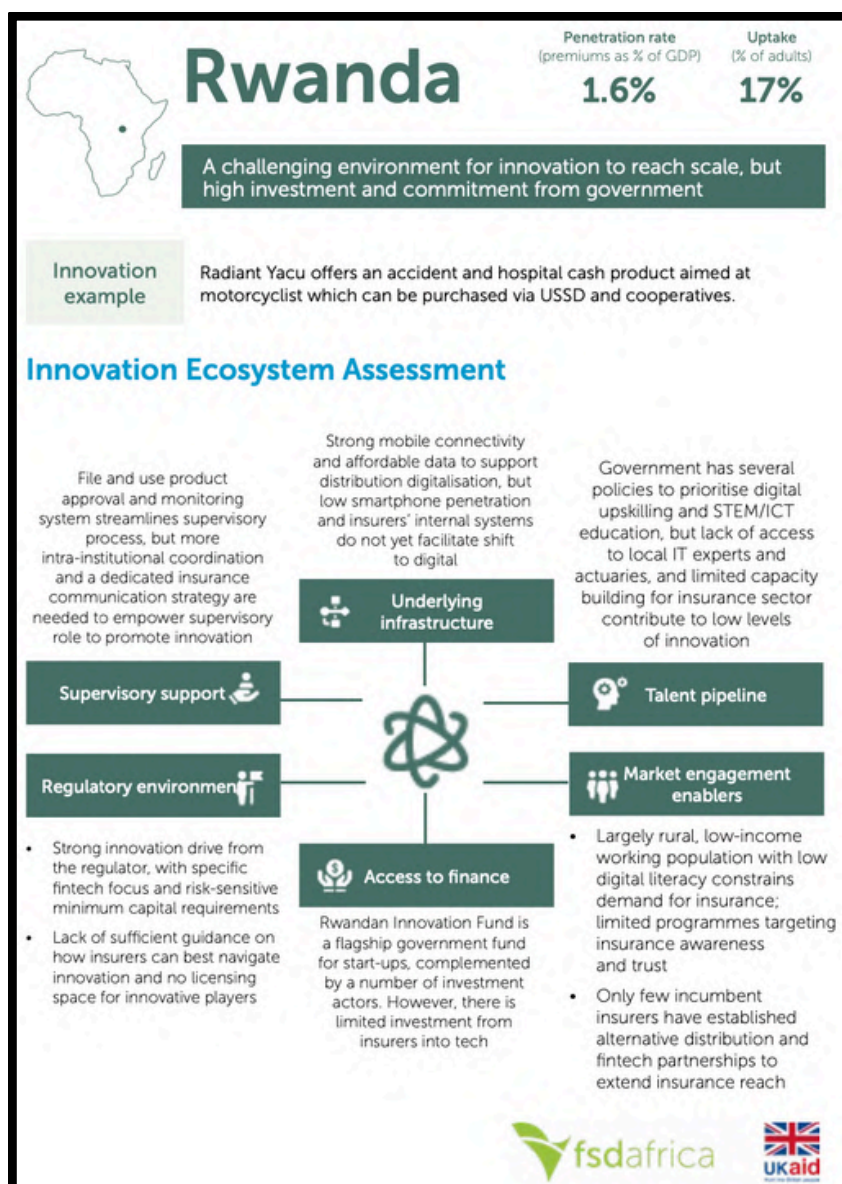 Rwanda
Penetration rate
(premiums as % of GDP)
1.6%
Uptake
(% of adults)
17%
A challenging environment for innovation to reach scale, but
high investment and commitment from government
Innovation
example
Radiant Yacu offers an accident and hospital cash product aimed at
motorcyclist which can be purchased via USSD and cooperatives.
Innovation Ecosystem Assessment
File and use product
approval and monitoring
system streamlines supervisory
process, but more
intra-institutional coordination
and a dedicated insurance
communication strategy are
needed to empower supervisory
role to promote innovation
Supervisory support
Strong mobile connectivity
and affordable data to support
distribution digitalisation, but
low smartphone penetration
and insurers' internal systems
do not yet facilitate shift
to digital
Underlying
infrastructure
Government has several
policies to prioritise digital
upskilling and STEM/ICT
education, but lack of access
to local IT experts and
actuaries, and limited capacity
building for insurance sector
contribute to low levels
of innovation
Talent pipeline
Regulatory environment
• Strong innovation drive from
the regulator, with specific
fintech focus and risk-sensitive
minimum capital requirements
• Lack of sufficient guidance on
how insurers can best navigate
innovation and no licensing
space for innovative players
Access to finance
Rwandan Innovation Fund is
a flagship government fund
for start-ups, complemented
by a number of investment
actors. However, there is
limited investment from
insurers into tech
Market engagement
enablers
• Largely rural, low-income
working population with low
digital literacy constrains
demand for insurance;
limited programmes targeting
insurance awareness
and trust
• Only few incumbent
insurers have established
alternative distribution and
fintech partnerships to
extend insurance reach
fsdafrica
UKaid
from the British people